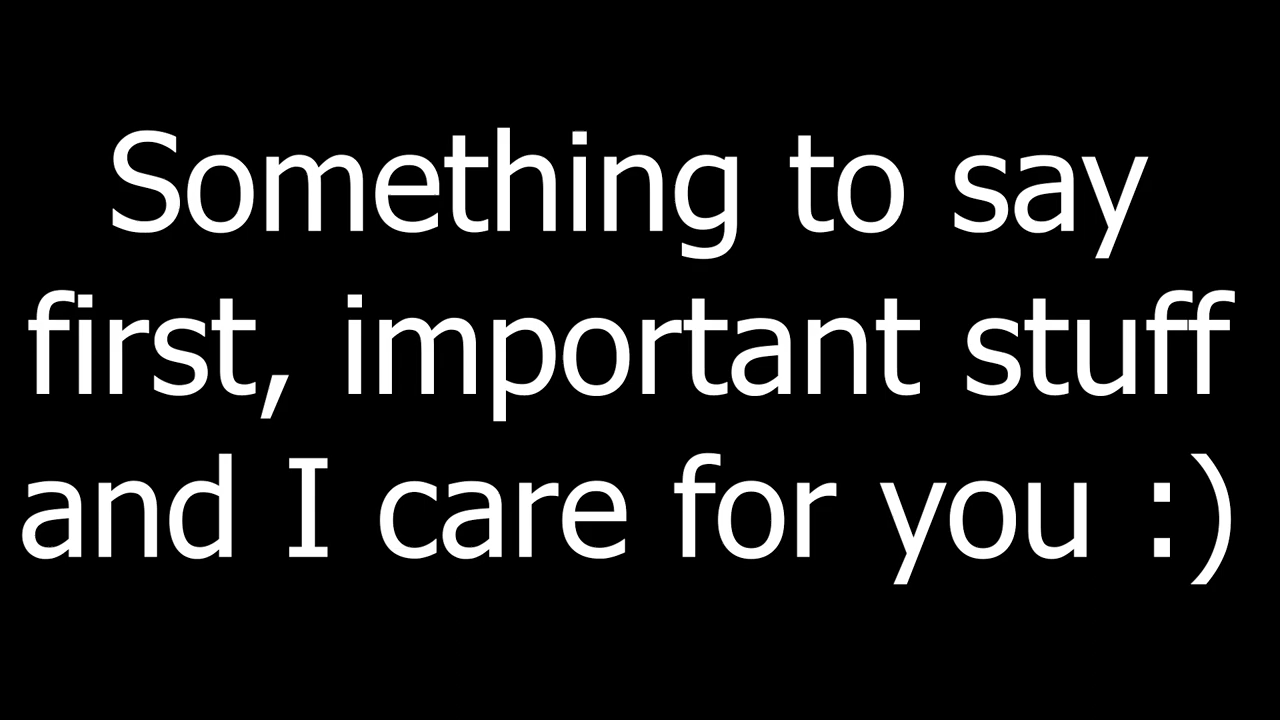 Something to say
first, important stuff
and I care for you :)